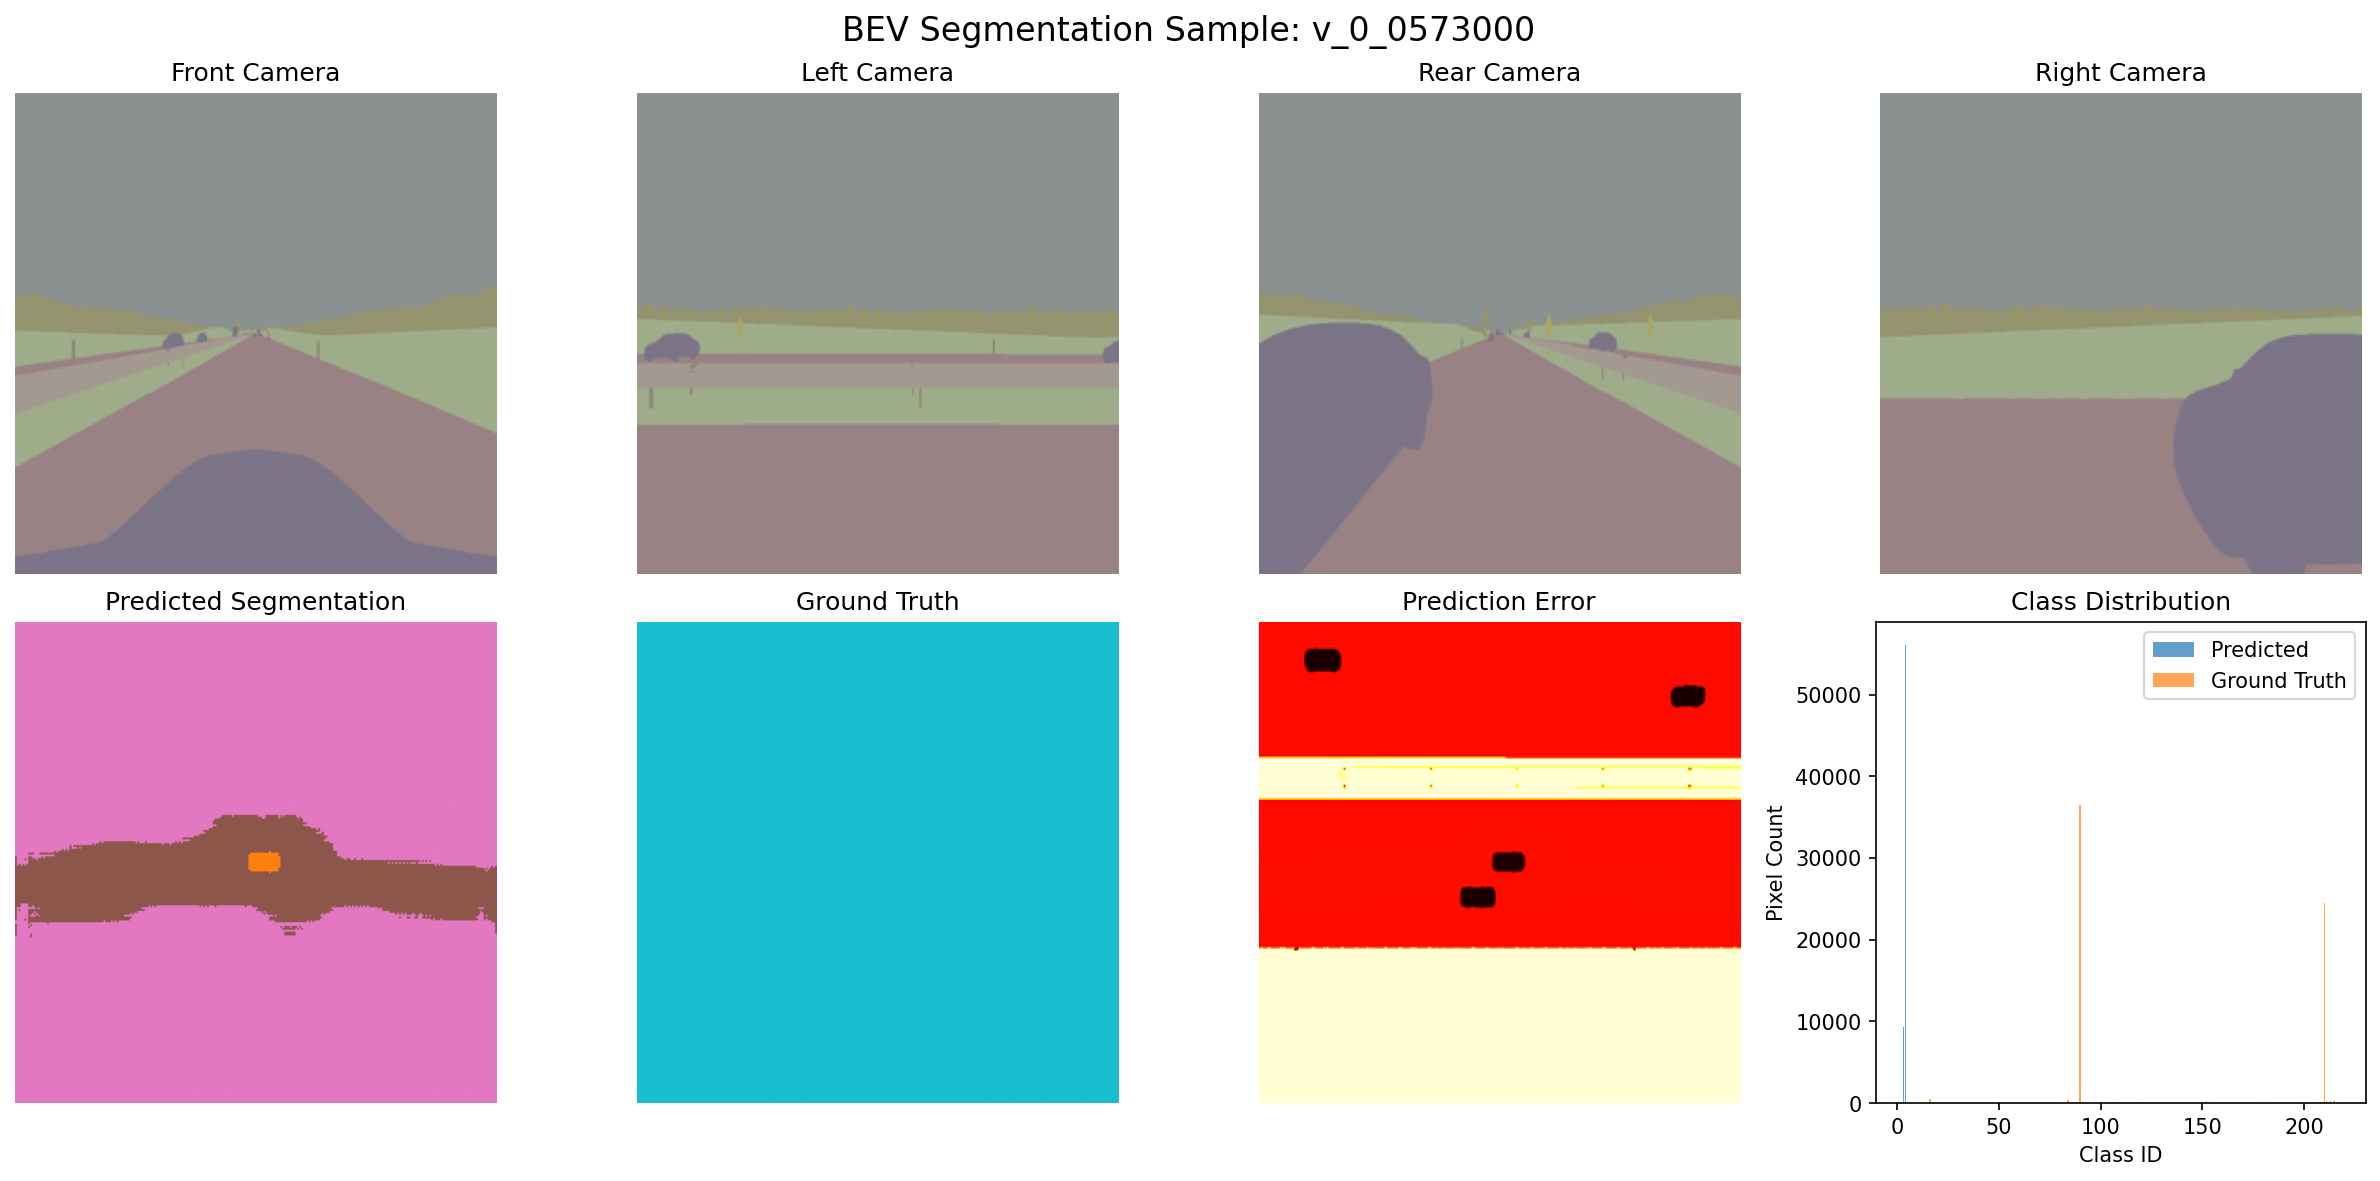 BEV Segmentation Sample: v_0_0573000
Front Camera
Left Camera
Rear Camera
Right Camera
Predicted Segmentation
Ground Truth
Prediction Error
Class Distribution
Predicted
Ground Truth
Pixel Count
50000
40000
30000
20000
10000
0
0
50
100
150
200
Class ID